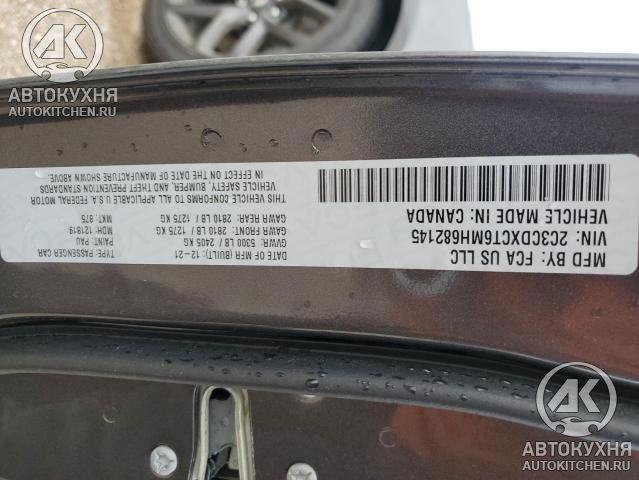 АК
АВТОКУХНЯ
AUTOKITCHEN.RU
MFD BY: FCA US LLC
VIN: 2C3CDXCT6MH682145
VEHICLE MADE IN: CANADA
DATE OF MFR (BUILT): 12-21
GVWR: 5300 LB / 2405 KG
GAWR FRONT: 2810 LB / 1275 KG
GAWR REAR: 2810 LB / 1275 KG
THIS VEHICLE CONFORMS TO ALL APPLICABLE U.S.A. FEDERAL MOTOR
VEHICLE SAFETY, BUMPER, AND THEFT PREVENTION STANDARDS
IN EFFECT ON THE DATE OF MANUFACTURE SHOWN ABOVE.
TYPE: PASSENGER CAR
PAINT: PAU
MDH: 121819
MKT: 875
АК
АВТОКУХНЯ
AUTOKITCHEN.RU